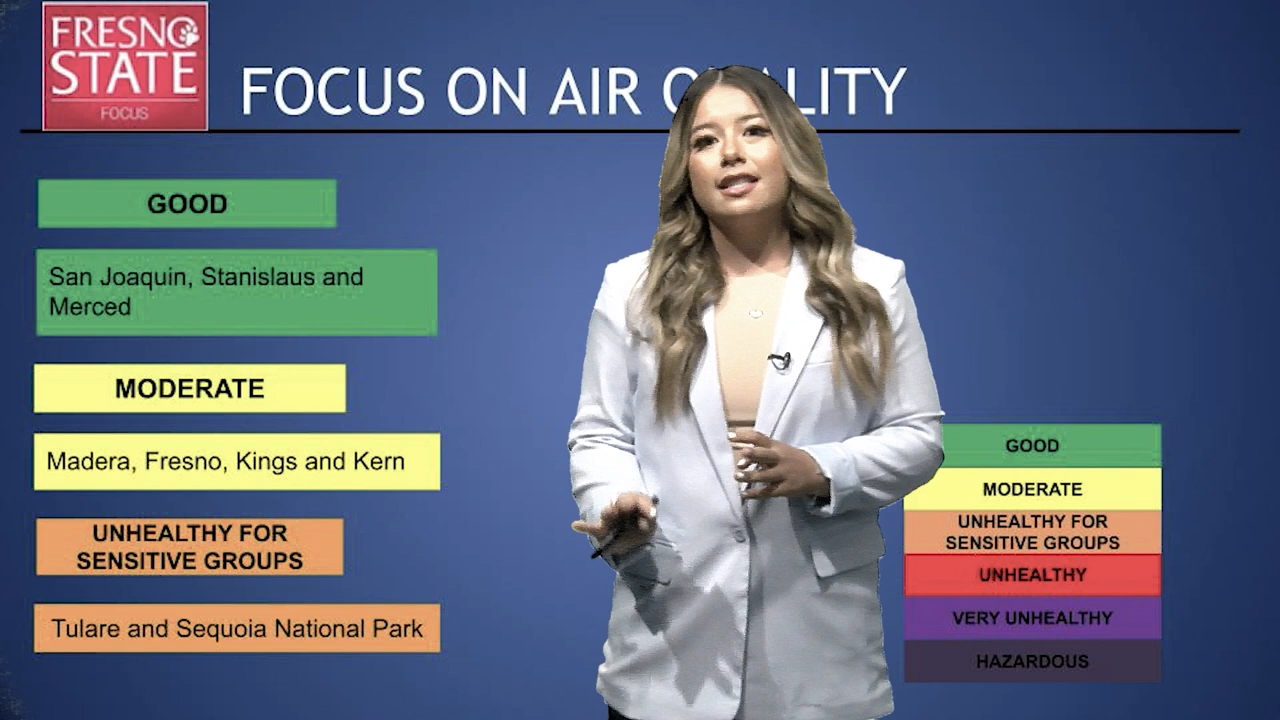 FRESNO
STATE
FOCUS
FOCUS ON AIR Q LITY
GOOD
San Joaquin, Stanislaus and
Merced
MODERATE
Madera, Fresno, Kings and Kern
UNHEALTHY FOR
SENSITIVE GROUPS
Tulare and Sequoia National Park
GOOD
MODERATE
UNHEALTHY FOR
SENSITIVE GROUPS
UNHEALTHY
VERY UNHEALTHY
HAZARDOUS